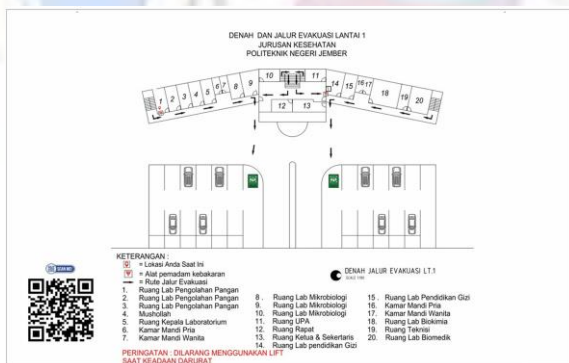 DENAH DAN JALUR EVAKUASI LANTAI 1
JURUSAN KESEHATAN
POLITEKNIK NEGERI JEMBER
1 2 3 4 5 6 7 8 9 10 11 14 15 16 17 18 19 20
12 13
KETERANGAN :
= Lokasi Anda Saat Ini
= Alat pemadam kebakaran
= Rute Jalur Evakuasi
1. Ruang Lab Pengolahan Pangan
2. Ruang Lab Pengolahan Pangan
3. Ruang Lab Pengolahan Pangan
4. Mushollah
5. Ruang Kepala Laboratorium
6. Kamar Mandi Pria
7. Kamar Mandi Wanita
8 . Ruang Lab Mikrobiologi
9. Ruang Lab Mikrobiologi
10. Ruang Lab Mikrobiologi
11. Ruang UPA
12. Ruang Rapat
13. Ruang Ketua & Sekertaris
14. Ruang Lab pendidikan Gizi
DENAH JALUR EVAKUASI LT.1
15 . Ruang Lab Pendidikan Gizi
16. Kamar Mandi Pria
17. Kamar Mandi Wanita
18. Ruang Lab Biokimia
19. Ruang Teknisi
20. Ruang Lab Biomedik
PERINGATAN : DILARANG MENGGUNAKAN LIFT
SAAT KEADAAN DARURAT